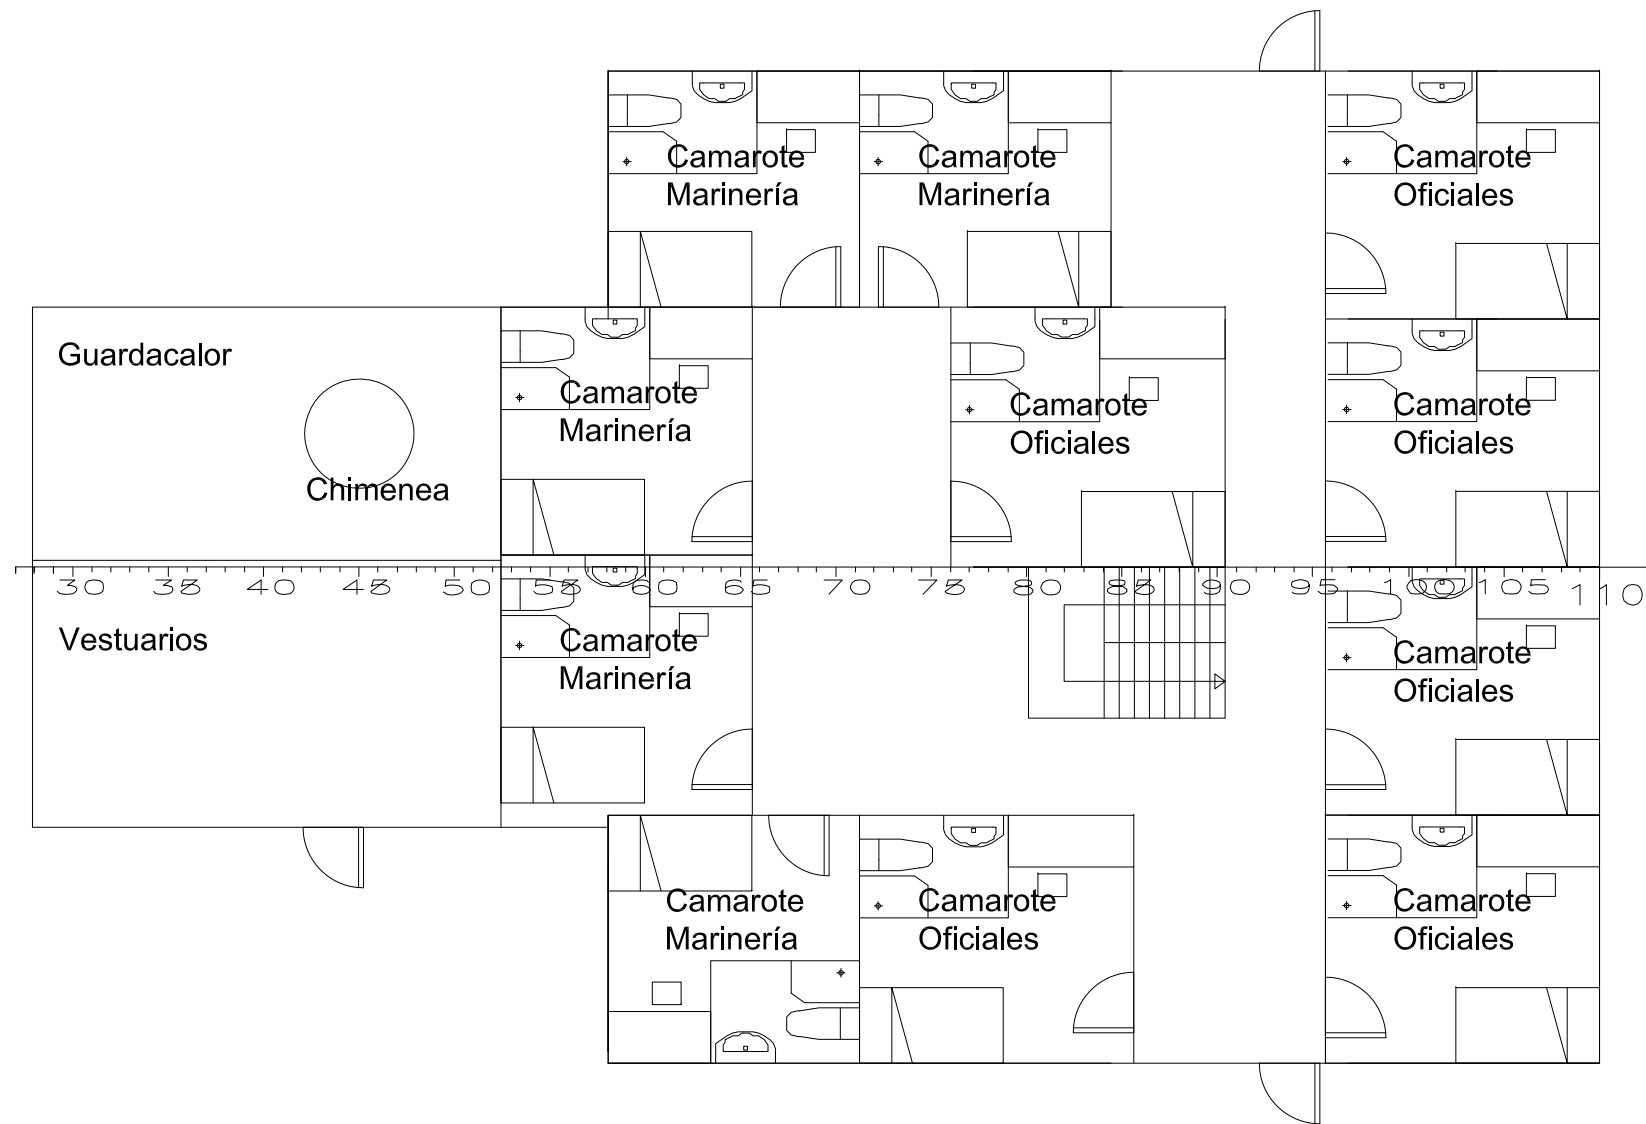 Camarote
Marinería
Camarote
Marinería
Camarote
Oficiales
Guardacalor
Chimenea
Camarote
Marinería
Camarote
Oficiales
Camarote
Oficiales
30 35 40 45 50 55 60 65 70 75 80 85 90 95 100 105 110
Vestuarios
Camarote
Marinería
Camarote
Oficiales
Camarote
Marinería
Camarote
Oficiales
Camarote
Oficiales